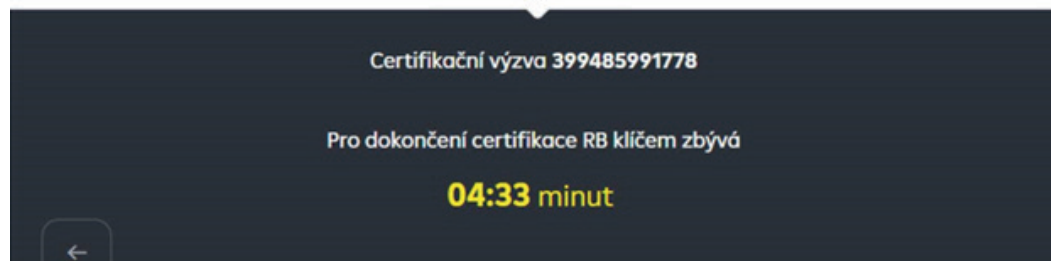 Certifikační výzva 399485991778
Pro dokončení certifikace RB klíčem zbývá
04:33 minut